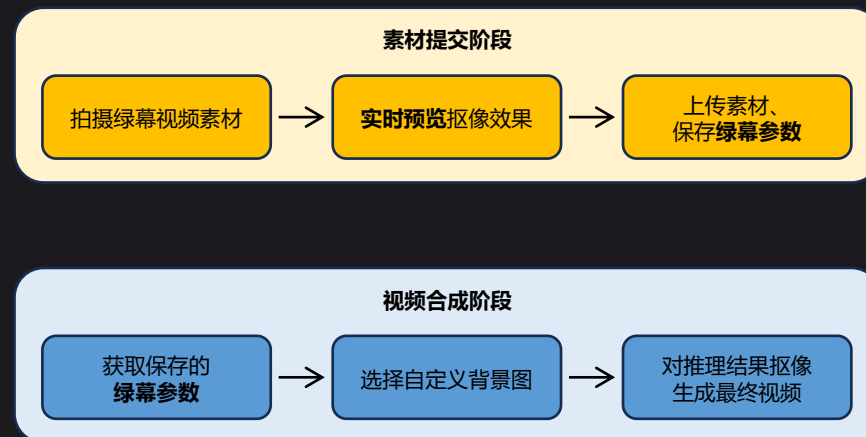 素材提交阶段
拍摄绿幕视频素材
实时预览抠像效果
上传素材、
保存绿幕参数
视频合成阶段
获取保存的
绿幕参数
选择自定义背景图
对推理结果抠像
生成最终视频